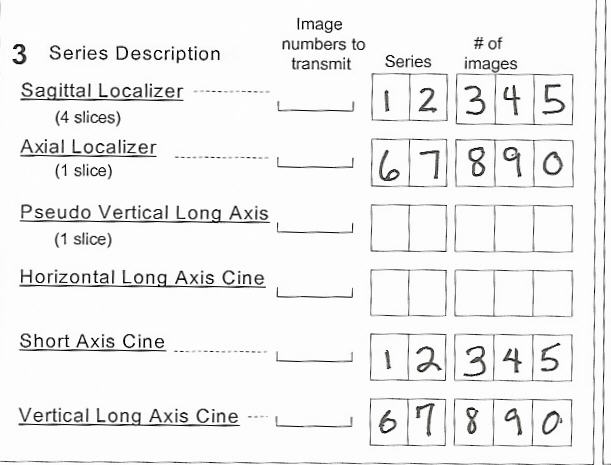 Image
numbers to
transmit
# of
images
3 Series Description Series
Sagittal Localizer 1 2 3 4 5
(4 slices)
Axial Localizer 6 7 8 9 0
(1 slice)
Pseudo Vertical Long Axis
(1 slice)
Horizontal Long Axis Cine
Short Axis Cine 1 2 3 4 5
Vertical Long Axis Cine 6 7 8 9 0